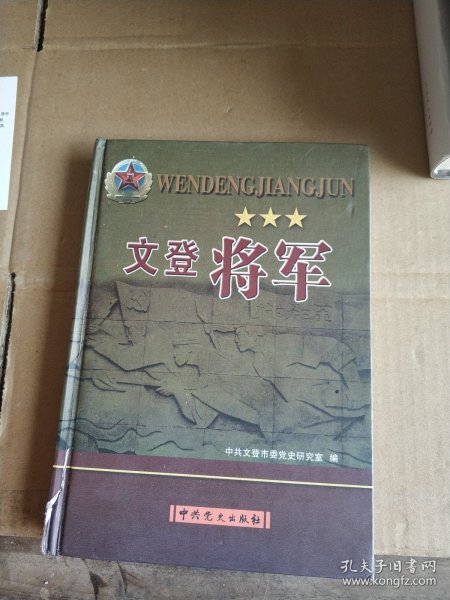 WENDENGJIANGJUN
文登将军
中共文登市委党史研究室 编
中共党史出版社
孔夫子旧书网
www.kongfz.com